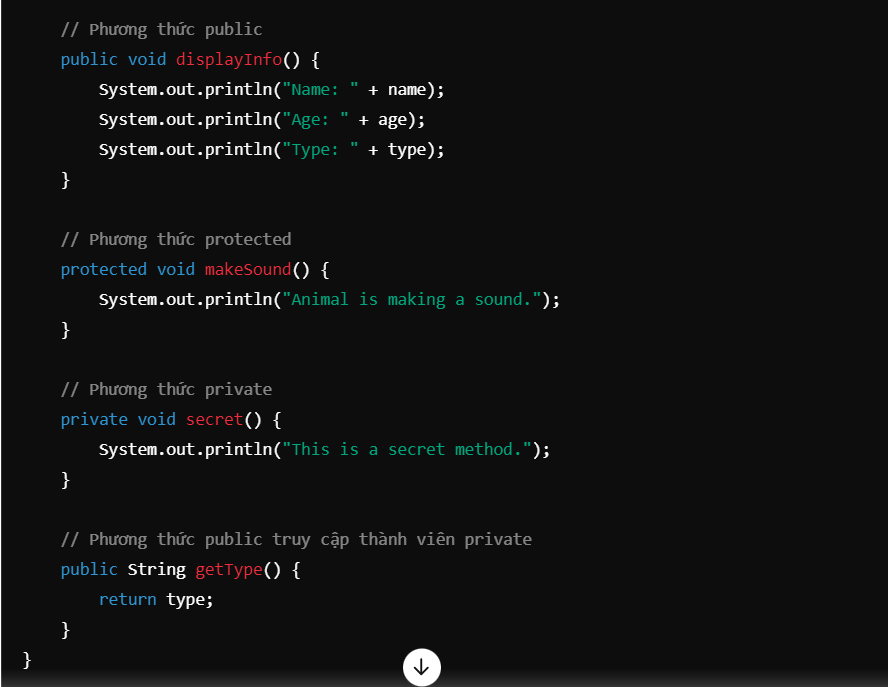 // Phương thức public
public void displayInfo() {
System.out.println("Name: " + name);
System.out.println("Age: " + age);
System.out.println("Type: " + type);
}
// Phương thức protected
protected void makeSound() {
System.out.println("Animal is making a sound.");
}
// Phương thức private
private void secret() {
System.out.println("This is a secret method.");
}
// Phương thức public truy cập thành viên private
public String getType() {
return type;
}
}